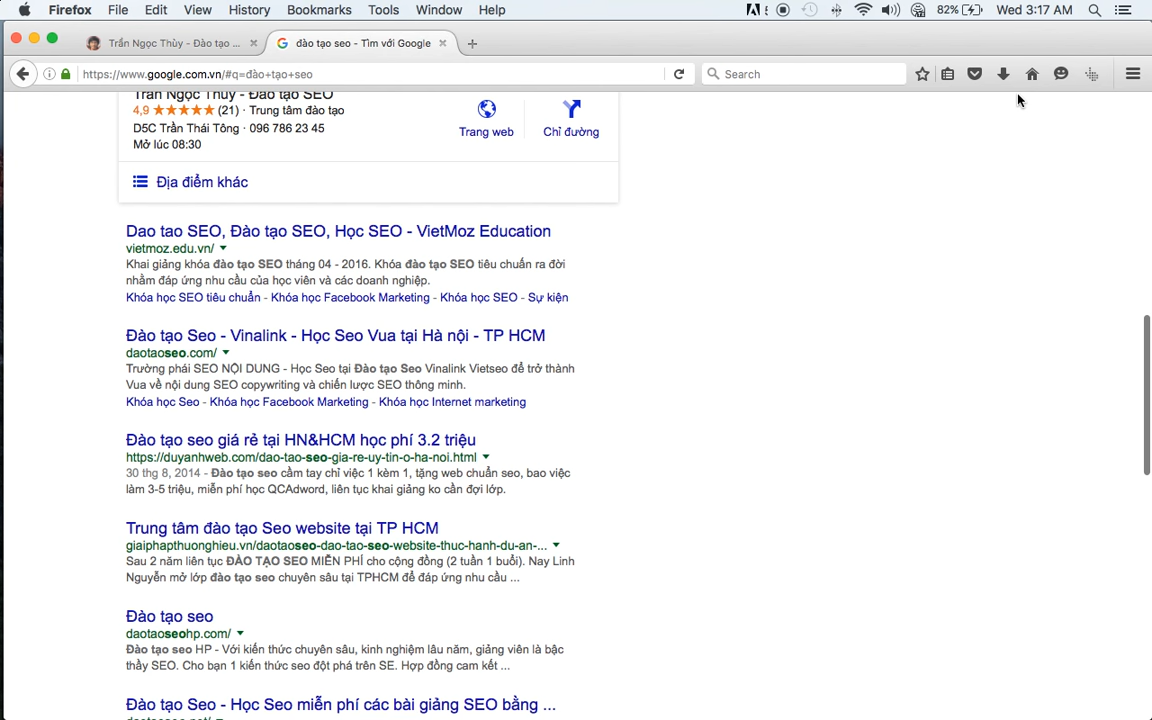 Firefox File Edit View History Bookmarks Tools Window Help 82% Wed 3:17 AM
Trần Ngọc Thùy - Đào tạo ... đào tạo seo - Tìm với Google
https://www.google.com.vn/#q=đào+tạo+seo Search
Trần Ngọc Thùy - Đào tạo SEO
4,9 ★★★★★ (21) · Trung tâm đào tạo
D5C Trần Thái Tông · 096 786 23 45
Mở lúc 08:30
Trang web Chỉ đường
Địa điểm khác
Dao tao SEO, Đào tạo SEO, Học SEO - VietMoz Education
vietmoz.edu.vn/
Khai giảng khóa đào tạo SEO tháng 04 - 2016. Khóa đào tạo SEO tiêu chuẩn ra đời
nhằm đáp ứng nhu cầu của học viên và các doanh nghiệp.
Khóa học SEO tiêu chuẩn - Khóa học Facebook Marketing - Khóa học SEO - Sự kiện
Đào tạo Seo - Vinalink - Học Seo Vua tại Hà nội - TP HCM
daotaoseo.com/
Trường phái SEO NỘI DUNG - Học Seo tại Đào tạo Seo Vinalink Vietseo để trở thành
Vua về nội dung SEO copywriting và chiến lược SEO thông minh.
Khóa học Seo - Khóa học Facebook Marketing - Khóa học Internet marketing
Đào tạo seo giá rẻ tại HN&HCM học phí 3.2 triệu
https://duyanhweb.com/dao-tao-seo-gia-re-uy-tin-o-ha-noi.html
30 thg 8, 2014 - Đào tạo seo cầm tay chỉ việc 1 kèm 1, tặng web chuẩn seo, bao việc
làm 3-5 triệu, miễn phí học QCAdword, liên tục khai giảng ko cần đợi lớp.
Trung tâm đào tạo Seo website tại TP HCM
giaiphapthuonghieu.vn/daotaoseo-dao-tao-seo-website-thuc-hanh-du-an-...
Sau 2 năm liên tục ĐÀO TẠO SEO MIỄN PHÍ cho cộng đồng (2 tuần 1 buổi). Nay Linh
Nguyễn mở lớp đào tạo seo chuyên sâu tại TPHCM để đáp ứng nhu cầu ...
Đào tạo seo
daotaoseohp.com/
Đào tạo seo HP - Với kiến thức chuyên sâu, kinh nghiệm lâu năm, giảng viên là bậc
thầy SEO. Cho bạn 1 kiến thức seo đột phá trên SE. Hợp đồng cam kết ...
Đào tạo Seo - Học Seo miễn phí các bài giảng SEO bằng ...
daotaoseo.net/